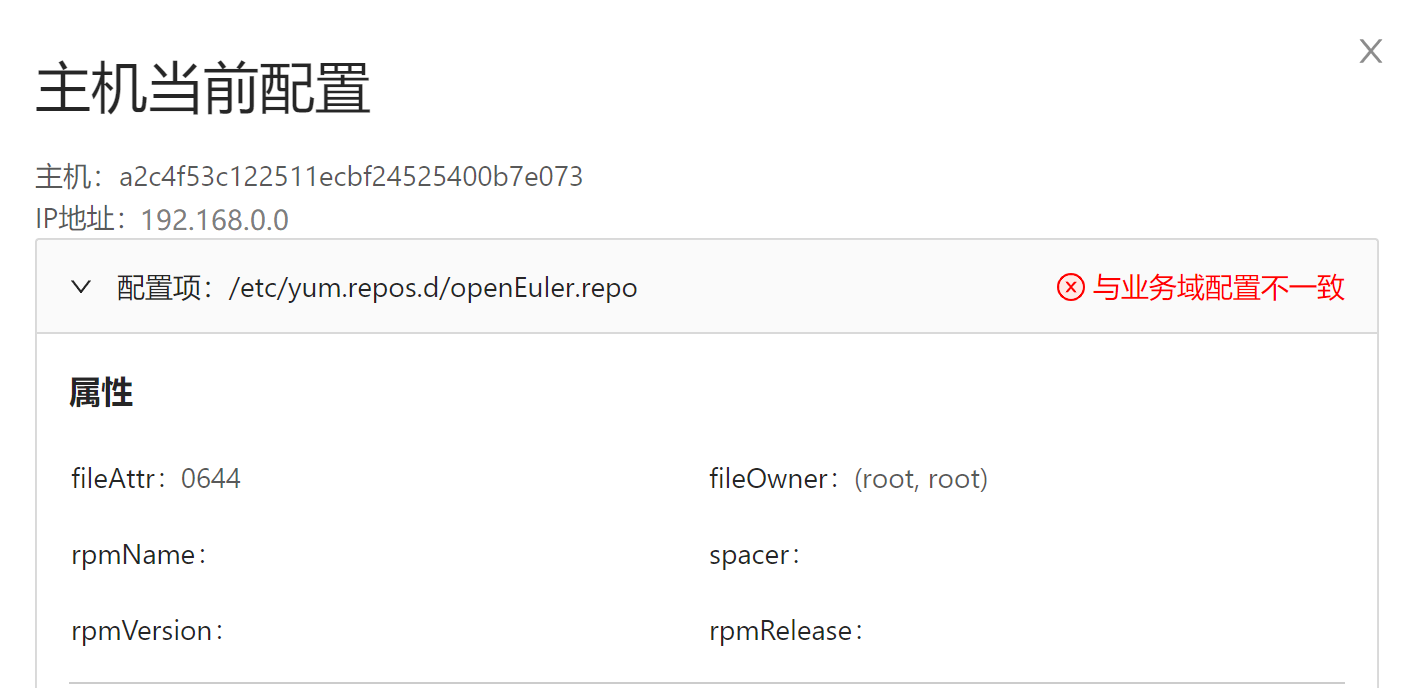 主机当前配置
主机：a2c4f53c122511ecbf24525400b7e073
IP地址：192.168.0.0
配置项：/etc/yum.repos.d/openEuler.repo 与业务域配置不一致
属性
fileAttr：0644 fileOwner：(root, root)
rpmName： spacer：
rpmVersion： rpmRelease：